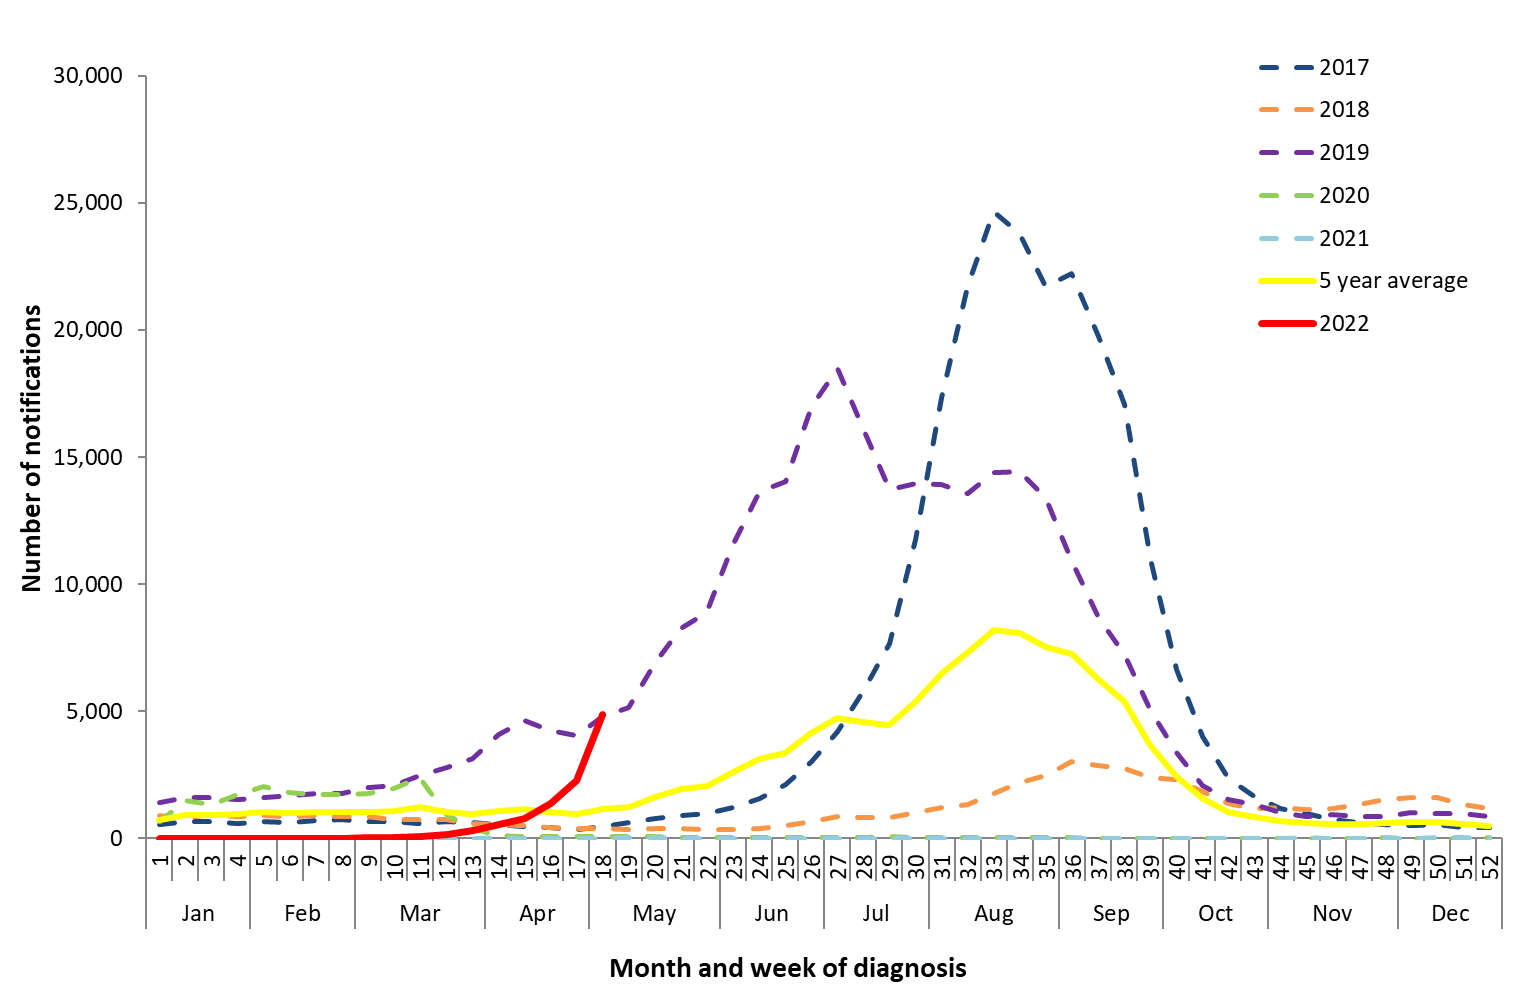 30,000
25,000
20,000
15,000
10,000
5,000
0
Number of notifications
2017
2018
2019
2020
2021
5 year average
2022
1 2 3 4 5 6 7 8 9 10 11 12 13 14 15 16 17 18 19 20 21 22 23 24 25 26 27 28 29 30 31 32 33 34 35 36 37 38 39 40 41 42 43 44 45 46 47 48 49 50 51 52
Jan Feb Mar Apr May Jun Jul Aug Sep Oct Nov Dec
Month and week of diagnosis